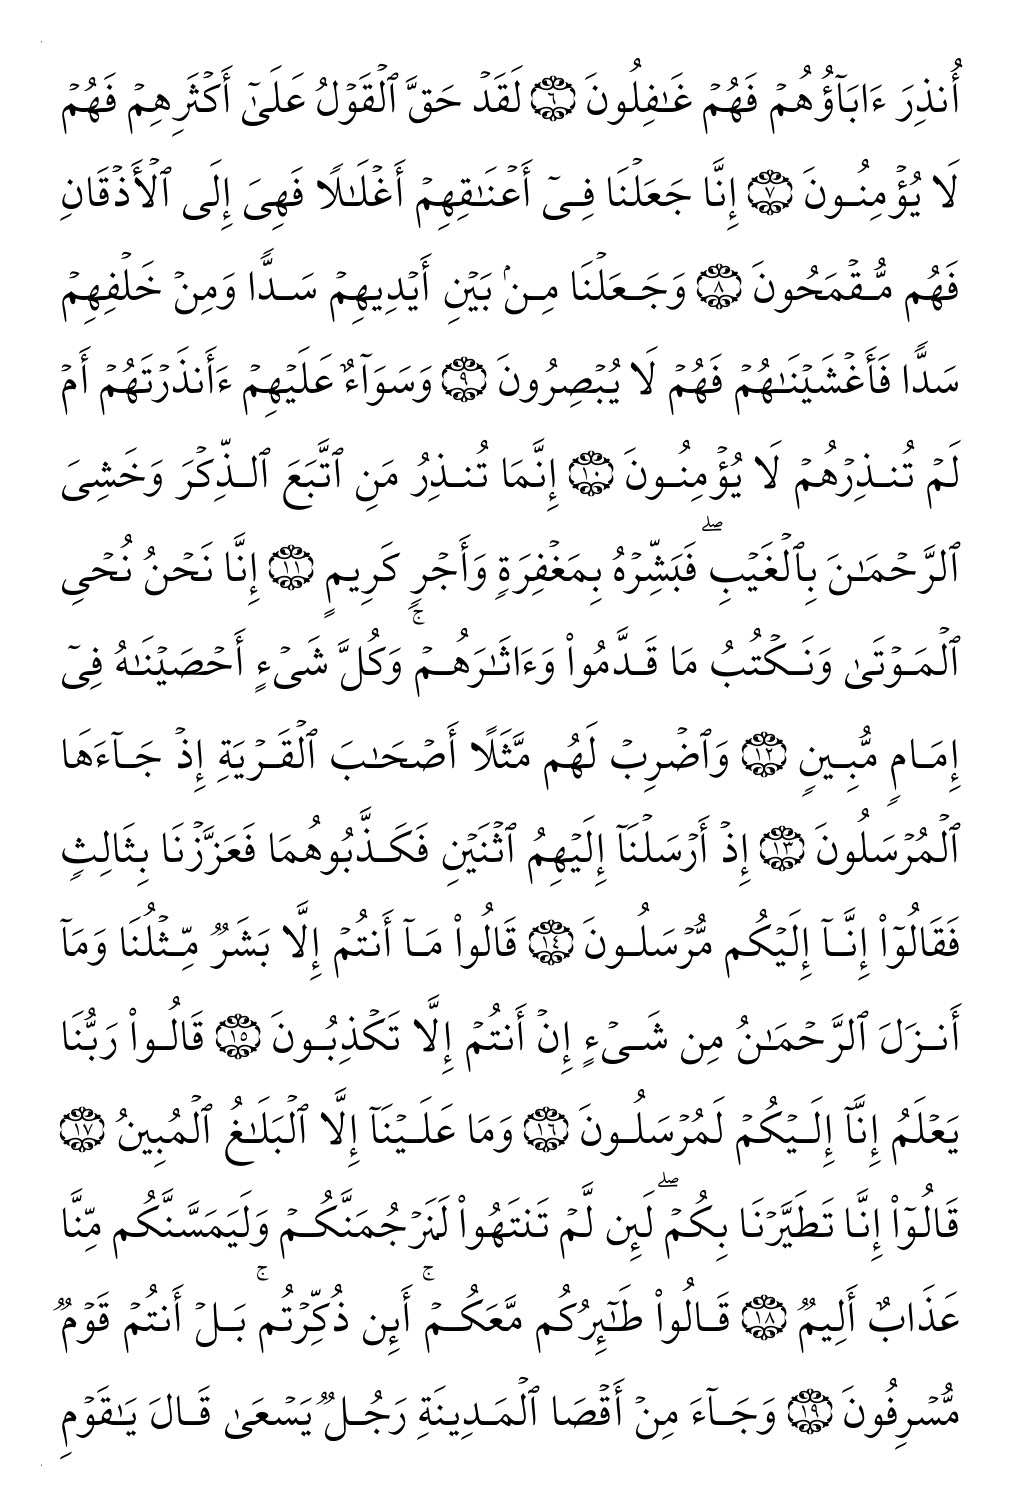 أُنذِرَ ءَابَآؤُهُمۡ فَهُمۡ غَٰفِلُونَ ٦ لَقَدۡ حَقَّ ٱلۡقَوۡلُ عَلَىٰٓ أَكۡثَرِهِمۡ فَهُمۡ
لَا يُؤۡمِنُونَ ٧ إِنَّا جَعَلۡنَا فِيٓ أَعۡنَٰقِهِمۡ أَغۡلَٰلٗا فَهِيَ إِلَى ٱلۡأَذۡقَانِ
فَهُم مُّقۡمَحُونَ ٨ وَجَعَلۡنَا مِنۢ بَيۡنِ أَيۡدِيهِمۡ سَدّٗا وَمِنۡ خَلۡفِهِمۡ
سَدّٗا فَأَغۡشَيۡنَٰهُمۡ فَهُمۡ لَا يُبۡصِرُونَ ٩ وَسَوَآءٌ عَلَيۡهِمۡ ءَأَنذَرۡتَهُمۡ أَمۡ
لَمۡ تُنذِرۡهُمۡ لَا يُؤۡمِنُونَ ١٠ إِنَّمَا تُنذِرُ مَنِ ٱتَّبَعَ ٱلذِّكۡرَ وَخَشِيَ
ٱلرَّحۡمَٰنَ بِٱلۡغَيۡبِۖ فَبَشِّرۡهُ بِمَغۡفِرَةٖ وَأَجۡرٖ كَرِيمٍ ١١ إِنَّا نَحۡنُ نُحۡيِ
ٱلۡمَوۡتَىٰ وَنَكۡتُبُ مَا قَدَّمُواْ وَءَاثَٰرَهُمۡۚ وَكُلَّ شَيۡءٍ أَحۡصَيۡنَٰهُ فِيٓ
إِمَامٖ مُّبِينٖ ١٢ وَٱضۡرِبۡ لَهُم مَّثَلًا أَصۡحَٰبَ ٱلۡقَرۡيَةِ إِذۡ جَآءَهَا
ٱلۡمُرۡسَلُونَ ١٣ إِذۡ أَرۡسَلۡنَآ إِلَيۡهِمُ ٱثۡنَيۡنِ فَكَذَّبُوهُمَا فَعَزَّزۡنَا بِثَالِثٖ
فَقَالُوٓاْ إِنَّآ إِلَيۡكُم مُّرۡسَلُونَ ١٤ قَالُواْ مَآ أَنتُمۡ إِلَّا بَشَرٞ مِّثۡلُنَا وَمَآ
أَنزَلَ ٱلرَّحۡمَٰنُ مِن شَيۡءٍ إِنۡ أَنتُمۡ إِلَّا تَكۡذِبُونَ ١٥ قَالُواْ رَبُّنَا
يَعۡلَمُ إِنَّآ إِلَيۡكُمۡ لَمُرۡسَلُونَ ١٦ وَمَا عَلَيۡنَآ إِلَّا ٱلۡبَلَٰغُ ٱلۡمُبِينُ ١٧
قَالُوٓاْ إِنَّا تَطَيَّرۡنَا بِكُمۡۖ لَئِن لَّمۡ تَنتَهُواْ لَنَرۡجُمَنَّكُمۡ وَلَيَمَسَّنَّكُم مِّنَّا
عَذَابٌ أَلِيمٞ ١٨ قَالُواْ طَٰٓئِرُكُم مَّعَكُمۡۚ أَئِن ذُكِّرۡتُمۚ بَلۡ أَنتُمۡ قَوۡمٞ
مُّسۡرِفُونَ ١٩ وَجَآءَ مِنۡ أَقۡصَا ٱلۡمَدِينَةِ رَجُلٞ يَسۡعَىٰ قَالَ يَٰقَوۡمِ